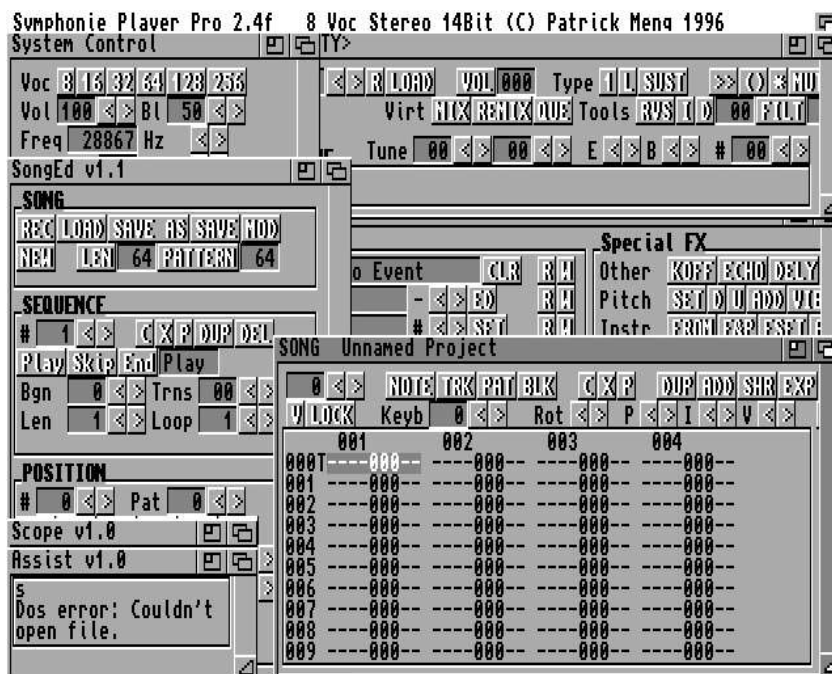 Symphonie Player Pro 2.4f 8 Voc Stereo 14Bit (C) Patrick Meng 1996
System Control
Voc 8 16 32 64 128 256
Vol 100 < > Bl 50 < >
Freq 28867 Hz < >
TY>
< > R LOAD VOL 000 Type 1 L SUST >> () * MU
Virt MIX REMIX QUE Tools RVS I D 00 FILT
Tune 00 < > 00 < > E < > B < > # 00 < >
SongEd v1.1
SONG
REC LOAD SAVE AS SAVE MOD
NEW LEN 64 PATTERN 64
SEQUENCE
# 1 < > C X P DUP DEL
Play Skip End Play
Bgn 0 < > Trns 00 < >
Len 1 < > Loop 1 < >
POSITION
# 0 < > Pat 0 < >
o Event CLR R W
- < > ED R W
# < > SET R W
Special FX
Other KOFF ECHO DELY
Pitch SET D U ADD VIB
Instr FROM F&P FSET
Scope v1.0
Assist v1.0
s
Dos error: Couldn't
open file.
SONG Unnamed Project
0 < > NOTE TRK PAT BLK C X P DUP ADD SHR EXP
V LOCK Keyb 0 < > Rot < > P < > I < > V < >
001 002 003 004
000T----000-- ----000-- ----000-- ----000--
001 ----000-- ----000-- ----000-- ----000--
002 ----000-- ----000-- ----000-- ----000--
003 ----000-- ----000-- ----000-- ----000--
004 ----000-- ----000-- ----000-- ----000--
005 ----000-- ----000-- ----000-- ----000--
006 ----000-- ----000-- ----000-- ----000--
007 ----000-- ----000-- ----000-- ----000--
008 ----000-- ----000-- ----000-- ----000--
009 ----000-- ----000-- ----000-- ----000--